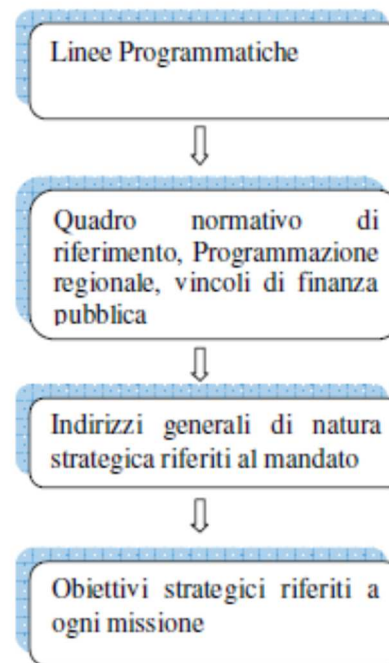 Linee Programmatiche
Quadro normativo di
riferimento, Programmazione
regionale, vincoli di finanza
pubblica
Indirizzi generali di natura
strategica riferiti al mandato
Obiettivi strategici riferiti a
ogni missione